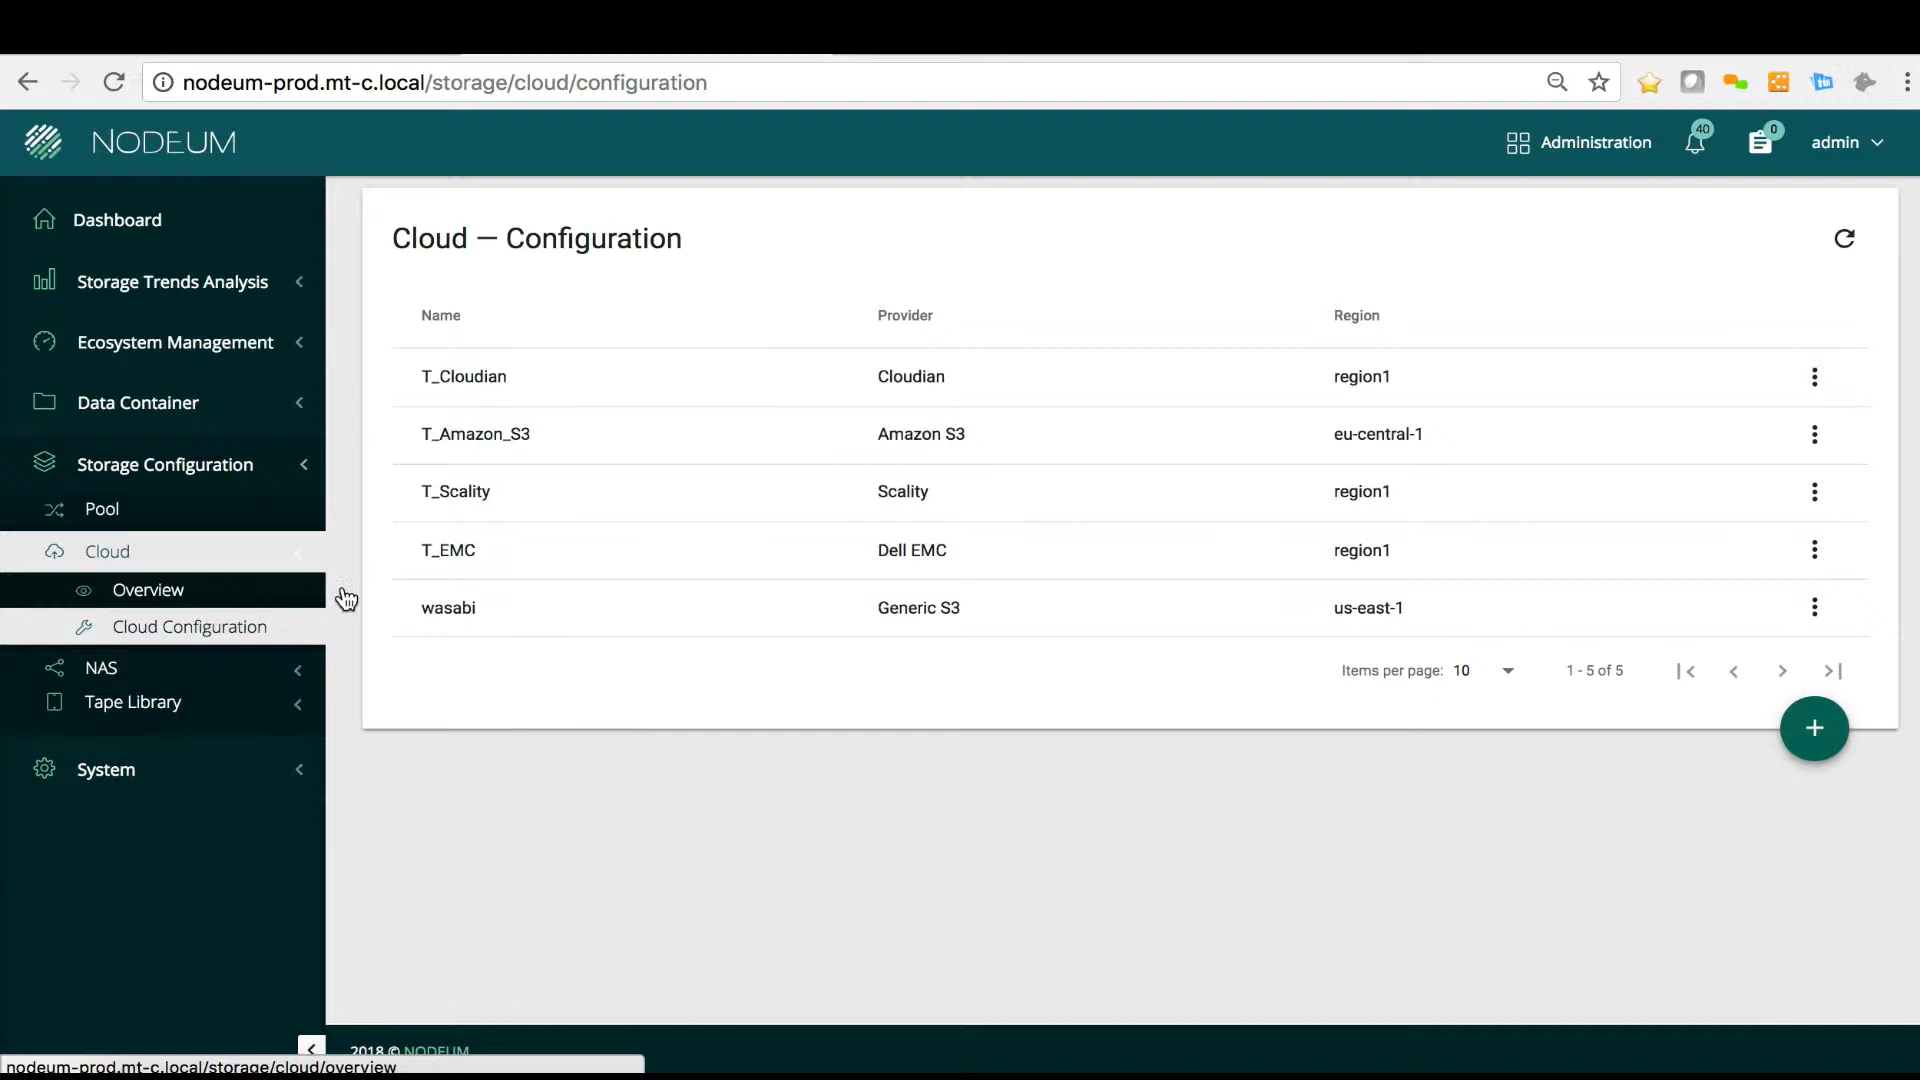 nodeum-prod.mt-c.local/storage/cloud/configuration
NODEUM
Administration
40
0
admin
Dashboard
Storage Trends Analysis
Ecosystem Management
Data Container
Storage Configuration
Pool
Cloud
Overview
Cloud Configuration
NAS
Tape Library
System
Cloud — Configuration
Name Provider Region
T_Cloudian Cloudian region1
T_Amazon_S3 Amazon S3 eu-central-1
T_Scality Scality region1
T_EMC Dell EMC region1
wasabi Generic S3 us-east-1
Items per page: 10 1 - 5 of 5
2018 © NODEUM
nodeum-prod.mt-c.local/storage/cloud/overview